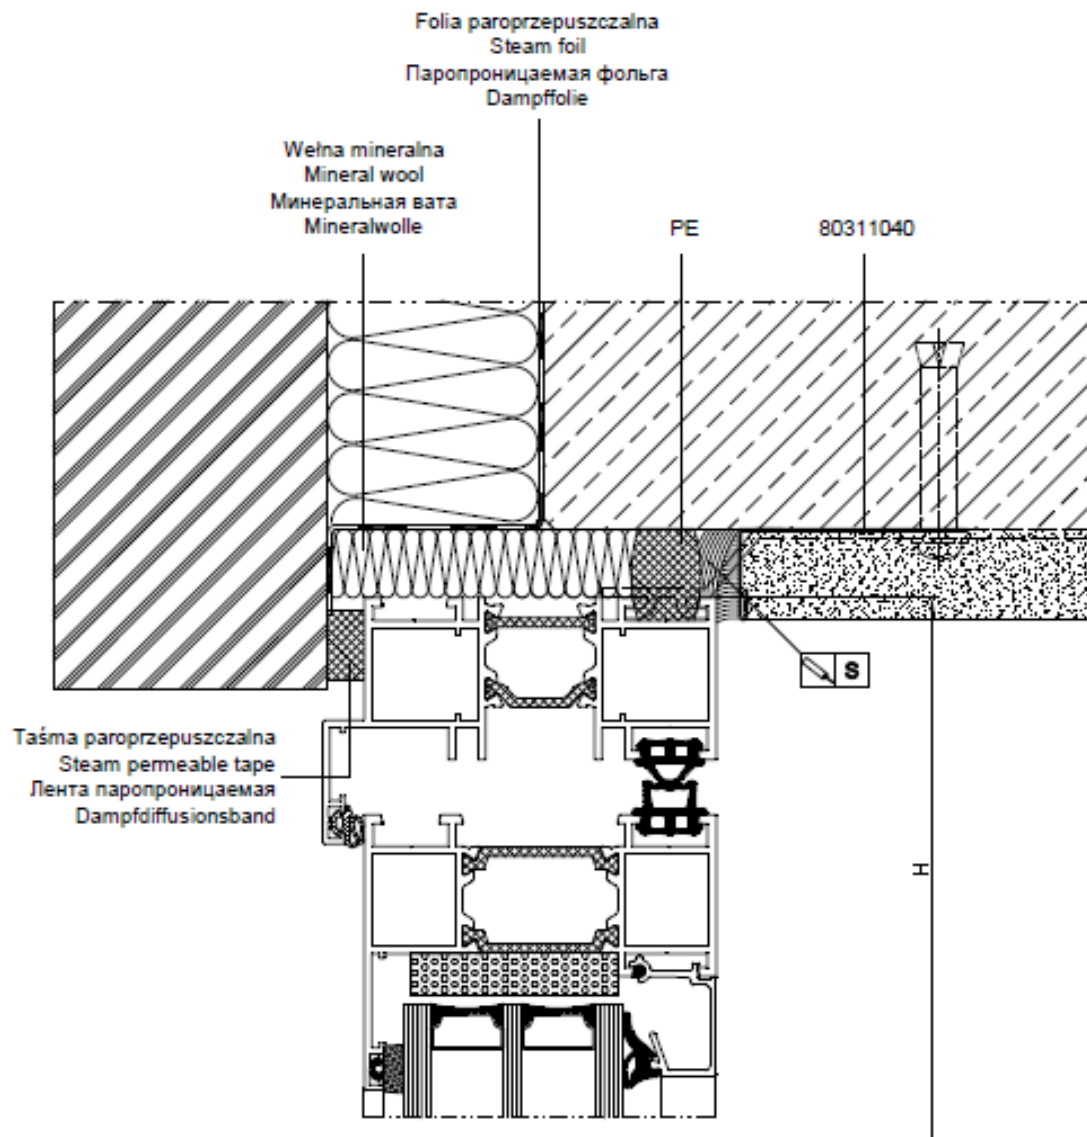 Folia paroprzepuszczalna
Steam foil
Паропроницаемая фольга
Dampffolie
Wełna mineralna
Mineral wool
Минеральная вата
Mineralwolle
PE
80311040
S
Taśma paroprzepuszczalna
Steam permeable tape
Лента паропроницаемая
Dampfdiffusionsband
H